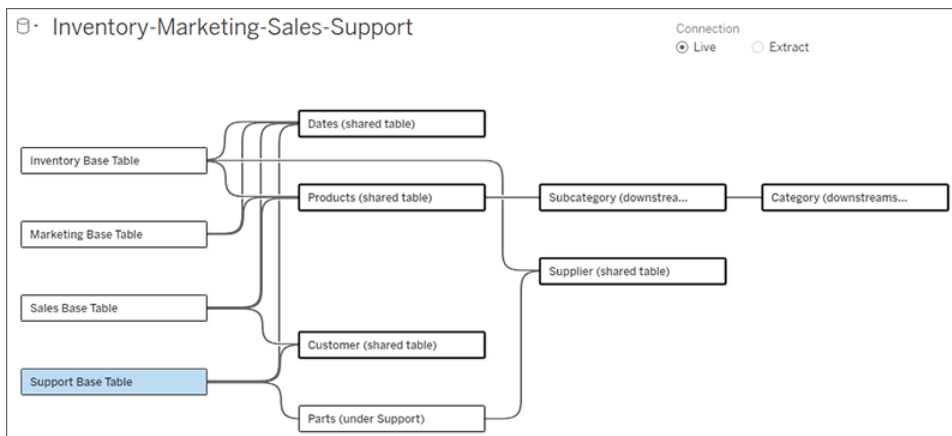 Inventory-Marketing-Sales-Support
Connection
Live
Extract
Dates (shared table)
Inventory Base Table
Products (shared table)
Subcategory (downstrea...
Category (downstreams...
Marketing Base Table
Supplier (shared table)
Sales Base Table
Customer (shared table)
Support Base Table
Parts (under Support)